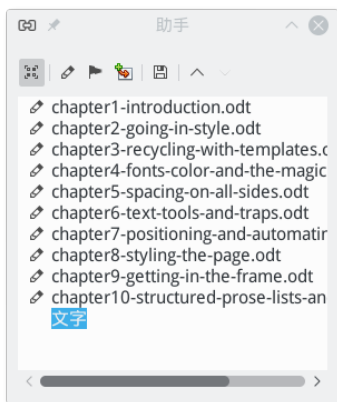 助手
chapter1-introduction.odt
chapter2-going-in-style.odt
chapter3-recycling-with-templates.c
chapter4-fonts-color-and-the-magic
chapter5-spacing-on-all-sides.odt
chapter6-text-tools-and-traps.odt
chapter7-positioning-and-automatin
chapter8-styling-the-page.odt
chapter9-getting-in-the-frame.odt
chapter10-structured-prose-lists-an
文字